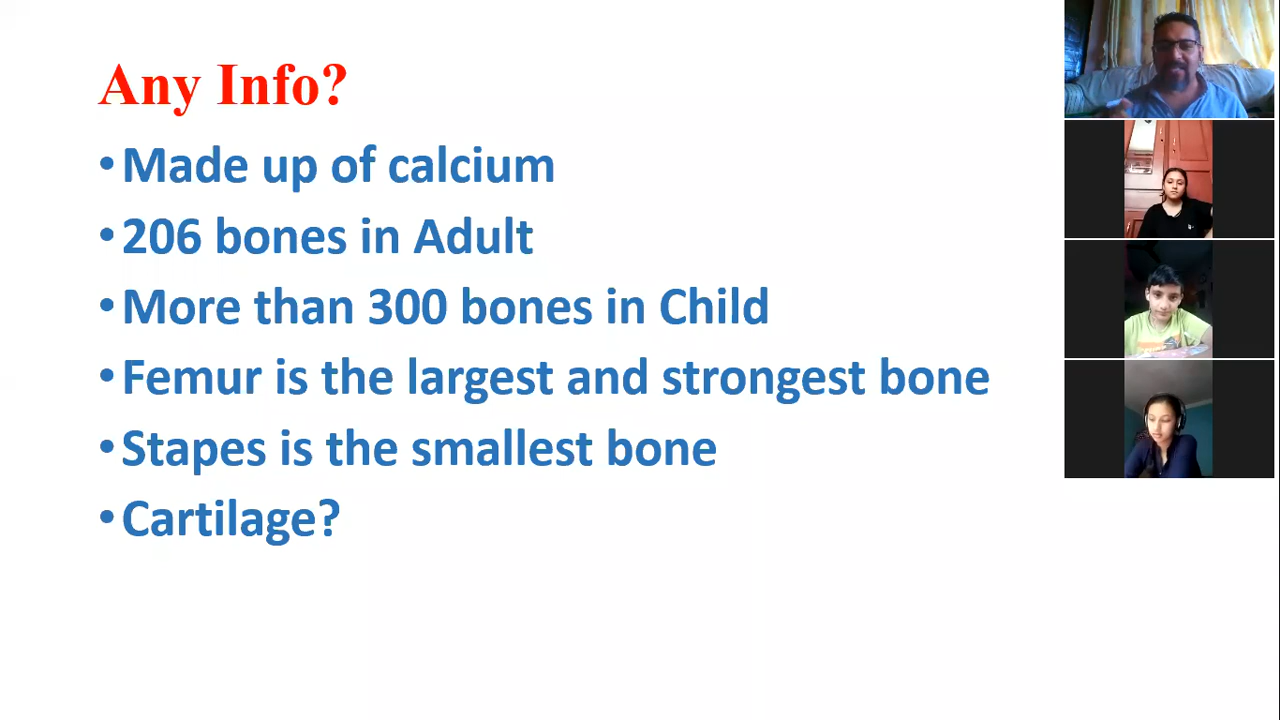 Any Info?
•Made up of calcium
•206 bones in Adult
•More than 300 bones in Child
•Femur is the largest and strongest bone
•Stapes is the smallest bone
•Cartilage?